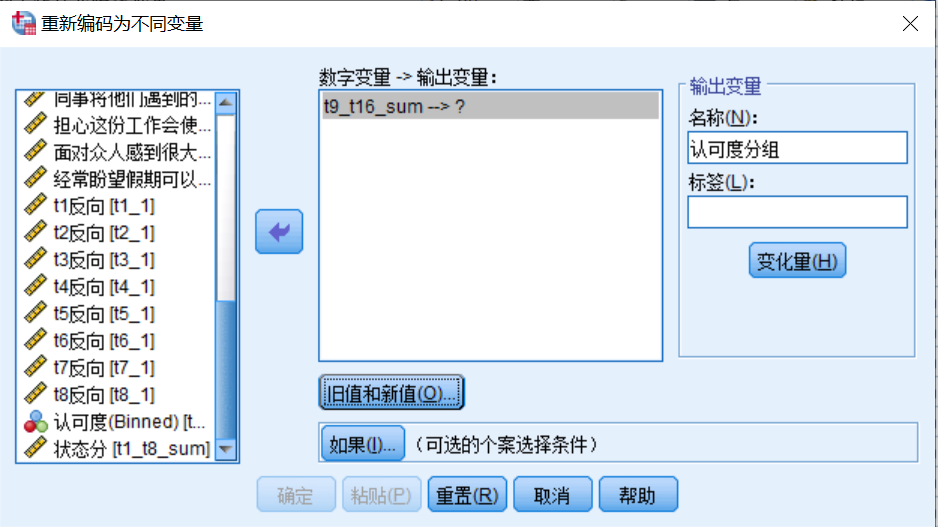 重新编码为不同变量
数字变量 -> 输出变量：
同事将他们遇到的...
担心这份工作会使...
面对众人感到很大...
经常盼望假期可以...
t1反向 [t1_1]
t2反向 [t2_1]
t3反向 [t3_1]
t4反向 [t4_1]
t5反向 [t5_1]
t6反向 [t6_1]
t7反向 [t7_1]
t8反向 [t8_1]
认可度(Binned) [t...
状态分 [t1_t8_sum]
t9_t16_sum --> ?
输出变量
名称(N)：
认可度分组
标签(L)：
变化量(H)
旧值和新值(O)...
如果(I)... （可选的个案选择条件）
确定 粘贴(P) 重置(R) 取消 帮助